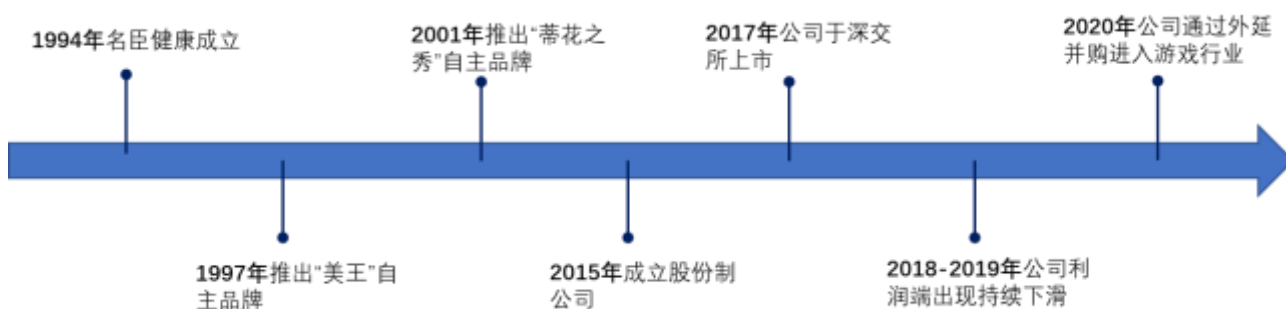 1994年名臣健康成立
2001年推出“蒂花之
秀”自主品牌
2017年公司于深交
所上市
2020年公司通过外延
并购进入游戏行业
1997年推出“美王”自
主品牌
2015年成立股份制
公司
2018-2019年公司利
润端出现持续下滑